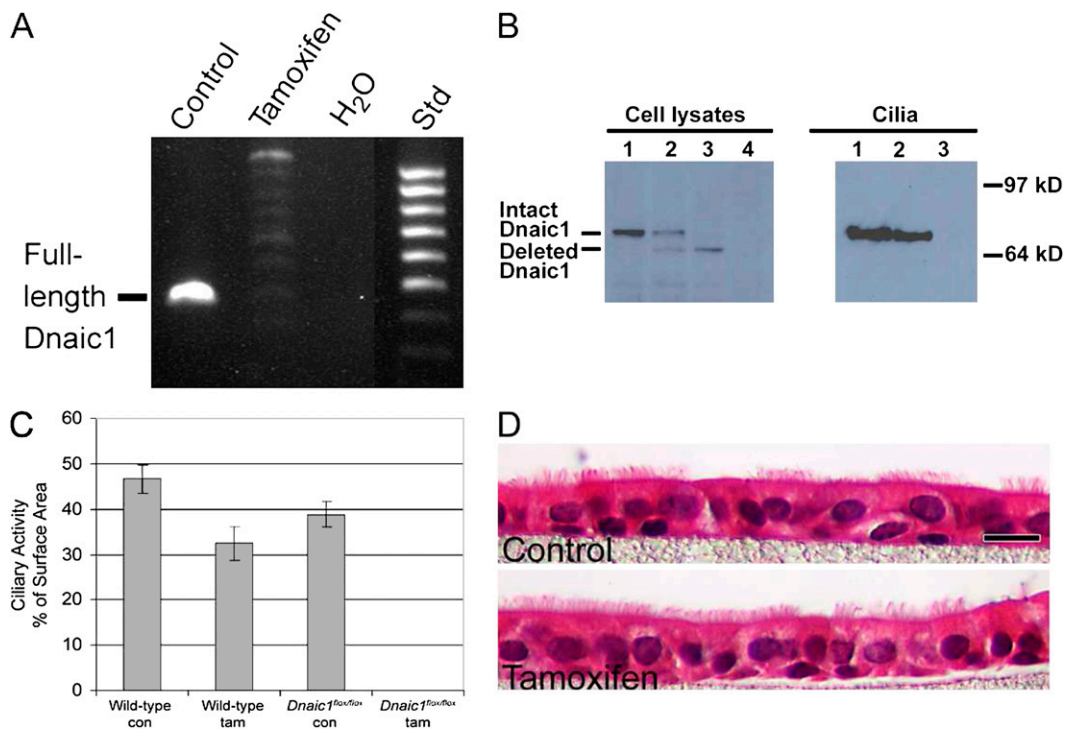 A
Control
Tamoxifen
H2O
Std
Full-
length
Dnaic1
B
Cell lysates
1 2 3 4
Cilia
1 2 3
Intact
Dnaic1
Deleted
Dnaic1
97 kD
64 kD
C
Ciliary Activity
% of Surface Area
60
50
40
30
20
10
0
Wild-type
con
Wild-type
tam
Dnaic1flox/flox
con
Dnaic1flox/flox
tam
D
Control
Tamoxifen